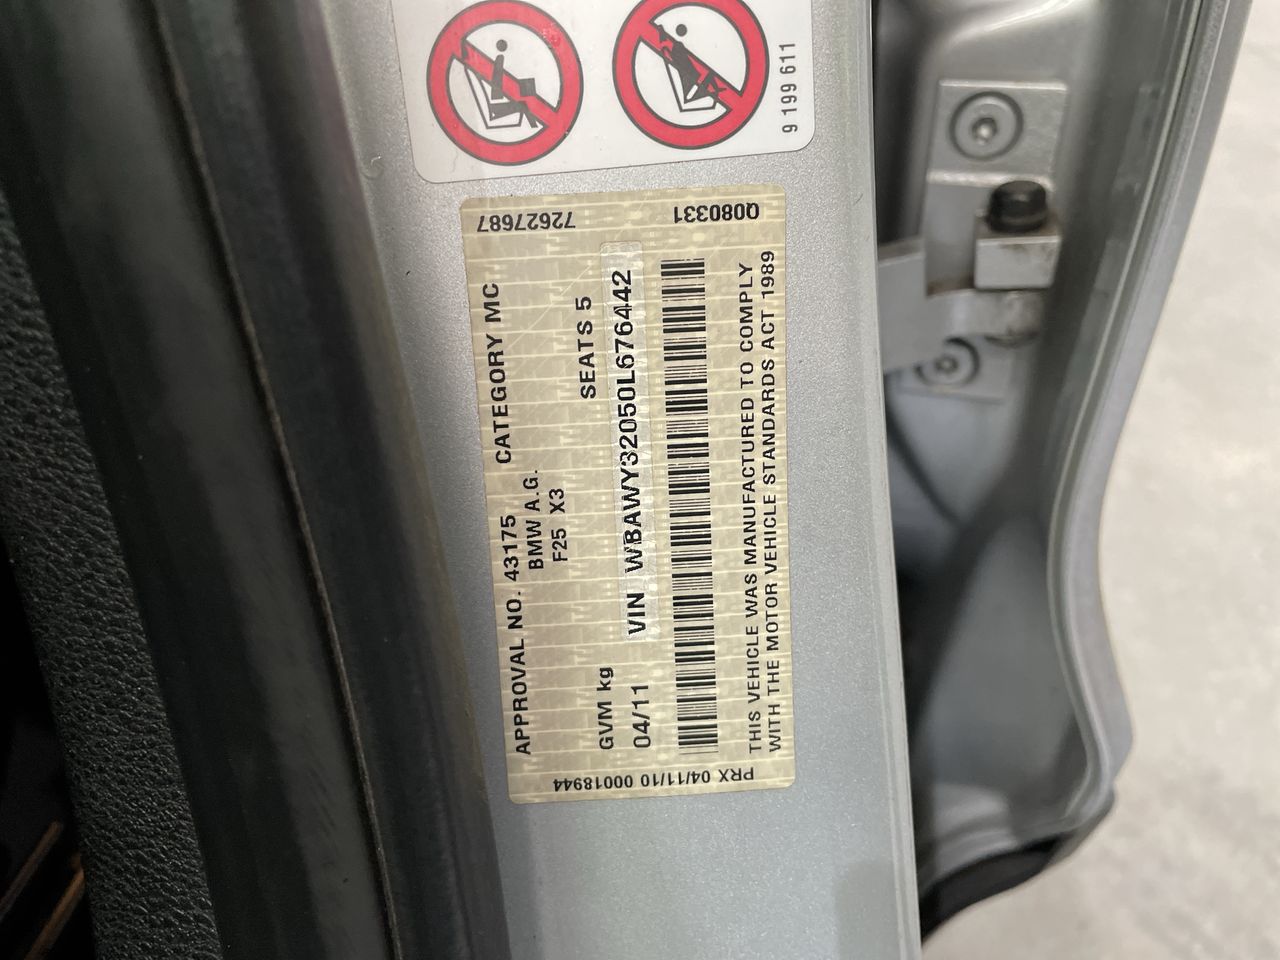 9 199 611
72627687
Q080331
APPROVAL NO. 43175 CATEGORY MC
BMW A.G.
F25 X3
SEATS 5
GVM kg
04/11
VIN WBAWY32050L676442
THIS VEHICLE WAS MANUFACTURED TO COMPLY
WITH THE MOTOR VEHICLE STANDARDS ACT 1989
PRX 04/11/10 00018944